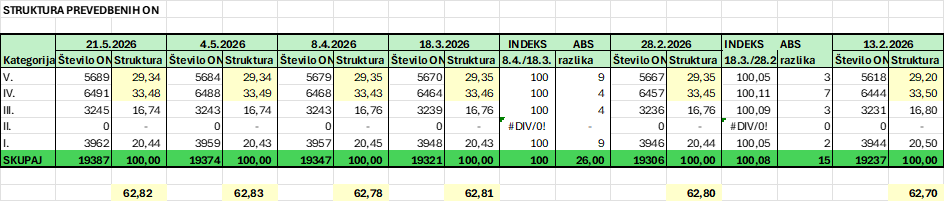 STRUKTURA PREVEDBENIH ON
21.5.2026 4.5.2026 8.4.2026 18.3.2026 INDEKS ABS 28.2.2026 INDEKS ABS 13.2.2026
Kategorija Število ON Struktura Število ON Struktura Število ON Struktura Število ON Struktura 8.4./18.3. razlika Število ON Struktura 18.3./28.2 razlika Število ON Struktura
V. 5689 29,34 5684 29,34 5679 29,35 5670 29,35 100 9 5667 29,35 100,05 3 5618 29,20
IV. 6491 33,48 6488 33,49 6468 33,43 6464 33,46 100 4 6457 33,45 100,11 7 6444 33,50
III. 3245 16,74 3243 16,74 3243 16,76 3239 16,76 100 4 3236 16,76 100,09 3 3231 16,80
II. 0 - 0 - 0 - 0 - #DIV/0! - 0 - #DIV/0! 0 -
I. 3962 20,44 3959 20,43 3957 20,45 3948 20,43 100 9 3946 20,44 100,05 2 3944 20,50
SKUPAJ 19387 100,00 19374 100,00 19347 100,00 19321 100,00 100 26,00 19306 100,00 100,08 15 19237 100,00
62,82 62,83 62,78 62,81 62,80 62,70